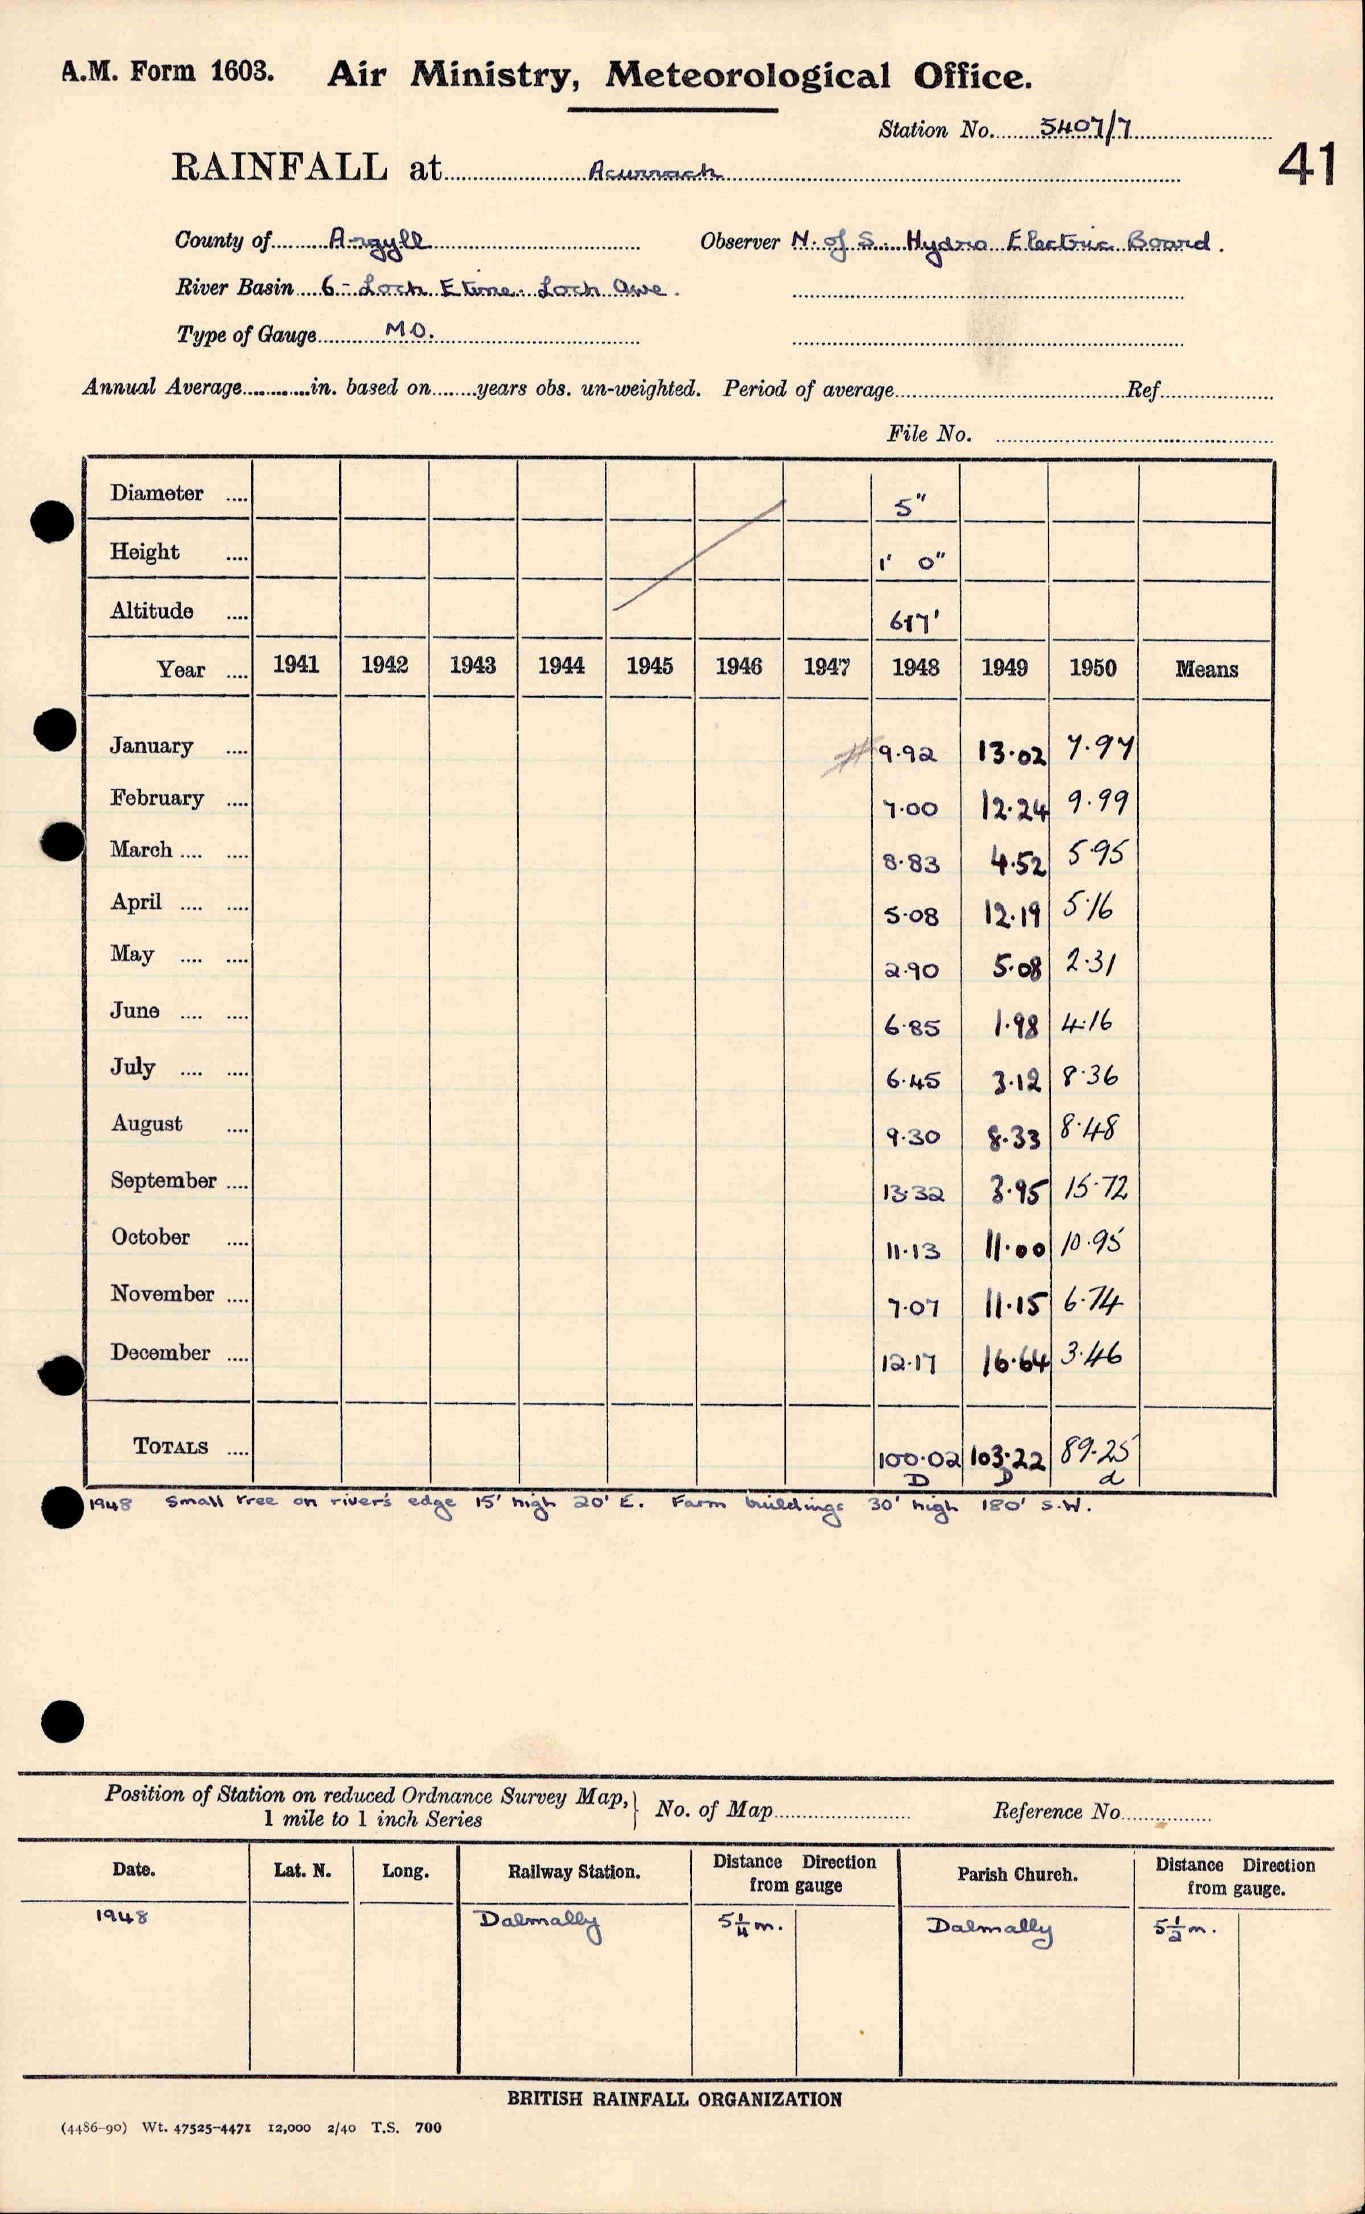 A.M. Form 1603. Air Ministry, Meteorological Office.
Station No. 5407/7
41
RAINFALL at Acurrach
County of Argyll Observer N. of S. Hydro Electric Board.
River Basin 6 - Loch Etive. Loch Awe.
Type of Gauge M.O.
Annual Average in. based on years obs. un-weighted. Period of average Ref
File No.
Diameter .... 5"
Height .... 1' 0"
Altitude .... 617'
Year .... 1941 1942 1943 1944 1945 1946 1947 1948 1949 1950 Means
January .... 9.92 13.02 7.97
February .... 7.00 12.24 9.99
March .... .... 8.83 4.52 5.95
April .... .... 5.08 12.19 5.16
May .... .... 2.90 5.08 2.31
June .... .... 6.85 1.98 4.16
July .... .... 6.45 3.12 8.36
August .... 9.30 8.33 8.48
September .... 13.32 3.95 15.72
October .... 11.13 11.00 10.95
November .... 7.07 11.15 6.74
December .... 12.17 16.64 3.46
TOTALS .... 100.02 103.22 89.25
D D d
1948 Small tree on river's edge 15' high 20' E. Farm buildings 30' high 180' S.W.
Position of Station on reduced Ordnance Survey Map, } No. of Map Reference No.
1 mile to 1 inch Series
Date. Lat. N. Long. Railway Station. Distance Direction from gauge Parish Church. Distance Direction from gauge.
1948 Dalmally 5¼ m. Dalmally 5½ m.
BRITISH RAINFALL ORGANIZATION
(4486-90) Wt. 47525-4471 12,000 2/40 T.S. 700